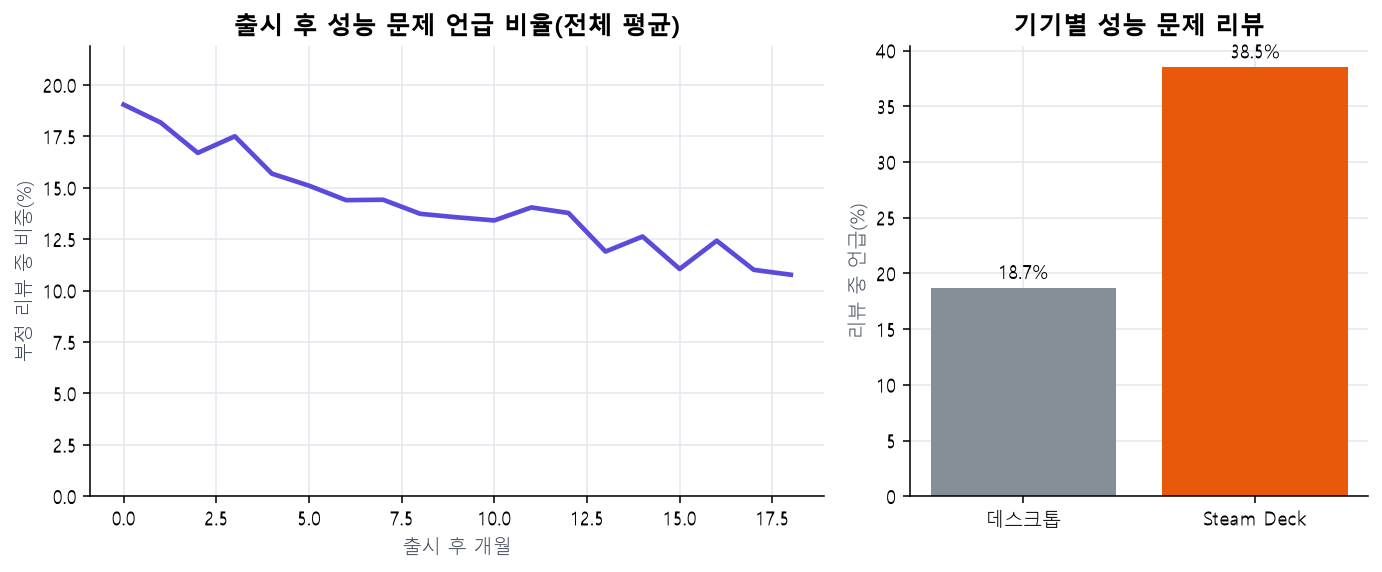 출시 후 성능 문제 언급 비율(전체 평균)
부정 리뷰 중 비중(%)
20.0
17.5
15.0
12.5
10.0
7.5
5.0
2.5
0.0
0.0 2.5 5.0 7.5 10.0 12.5 15.0 17.5
출시 후 개월
기기별 성능 문제 리뷰
리뷰 중 언급(%)
40
35
30
25
20
15
10
5
0
18.7%
38.5%
데스크톱 Steam Deck